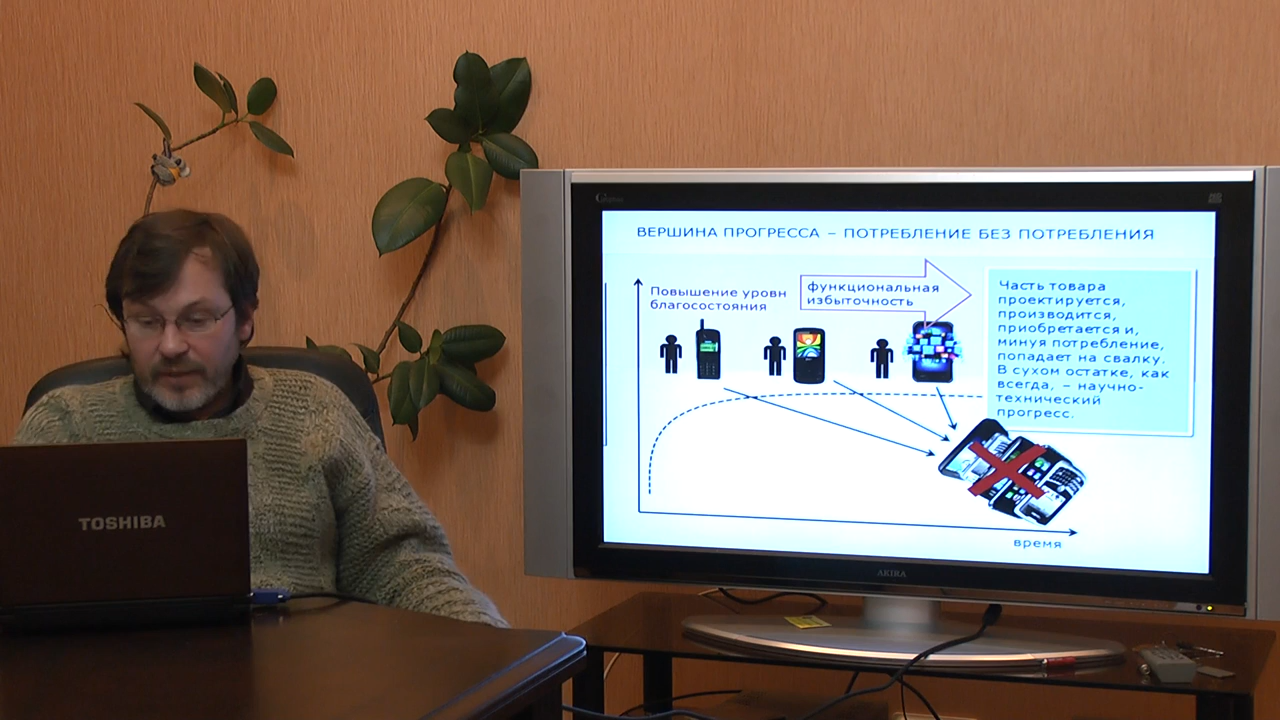 ВЕРШИНА ПРОГРЕССА – ПОТРЕБЛЕНИЕ БЕЗ ПОТРЕБЛЕНИЯ
Повышение уровн
благосостояния
функциональная
избыточность
Часть товара
проектируется,
производится,
приобретается и,
минуя потребление,
попадает на свалку.
В сухом остатке, как
всегда, – научно-
технический
прогресс.
время
TOSHIBA
AKIRA